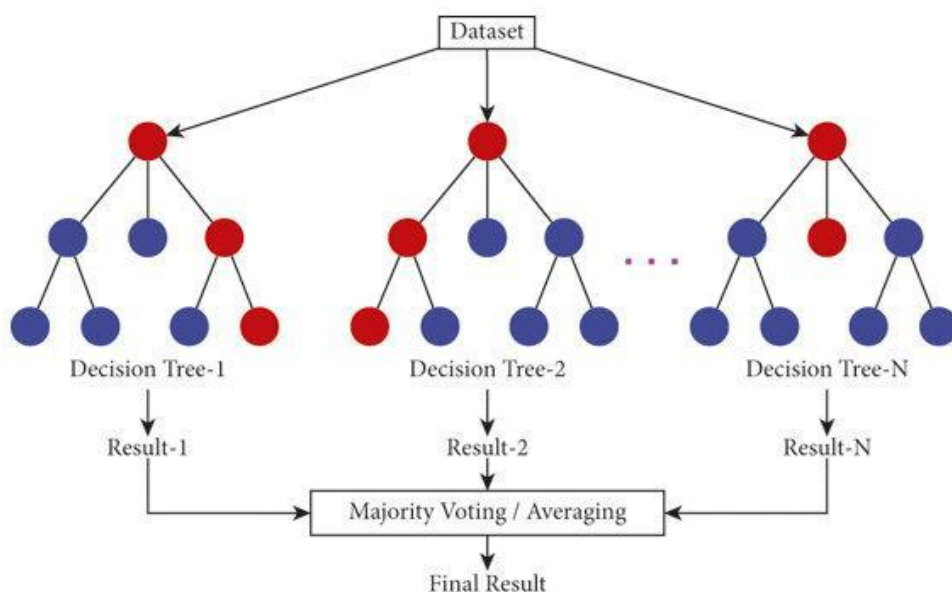 Dataset
Decision Tree-1
Decision Tree-2
Decision Tree-N
Result-1
Result-2
Result-N
Majority Voting / Averaging
Final Result